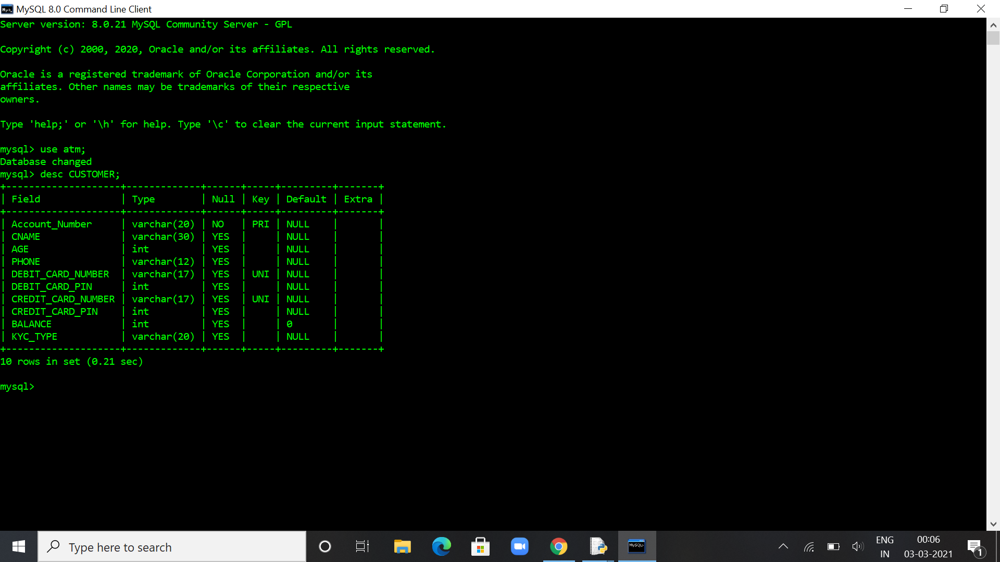 MySQL 8.0 Command Line Client
Server version: 8.0.21 MySQL Community Server - GPL
Copyright (c) 2000, 2020, Oracle and/or its affiliates. All rights reserved.
Oracle is a registered trademark of Oracle Corporation and/or its
affiliates. Other names may be trademarks of their respective
owners.
Type 'help;' or '\h' for help. Type '\c' to clear the current input statement.
mysql> use atm;
Database changed
mysql> desc CUSTOMER;
+--------------------+-------------+------+-----+---------+-------+
| Field              | Type        | Null | Key | Default | Extra |
+--------------------+-------------+------+-----+---------+-------+
| Account_Number     | varchar(20) | NO   | PRI | NULL    |       |
| CNAME              | varchar(30) | YES  |     | NULL    |       |
| AGE                | int         | YES  |     | NULL    |       |
| PHONE              | varchar(12) | YES  |     | NULL    |       |
| DEBIT_CARD_NUMBER  | varchar(17) | YES  | UNI | NULL    |       |
| DEBIT_CARD_PIN     | int         | YES  |     | NULL    |       |
| CREDIT_CARD_NUMBER | varchar(17) | YES  | UNI | NULL    |       |
| CREDIT_CARD_PIN    | int         | YES  |     | NULL    |       |
| BALANCE            | int         | YES  |     | 0       |       |
| KYC_TYPE           | varchar(20) | YES  |     | NULL    |       |
+--------------------+-------------+------+-----+---------+-------+
10 rows in set (0.21 sec)
mysql>
Type here to search
MySQL>
ENG
IN
00:06
03-03-2021
1